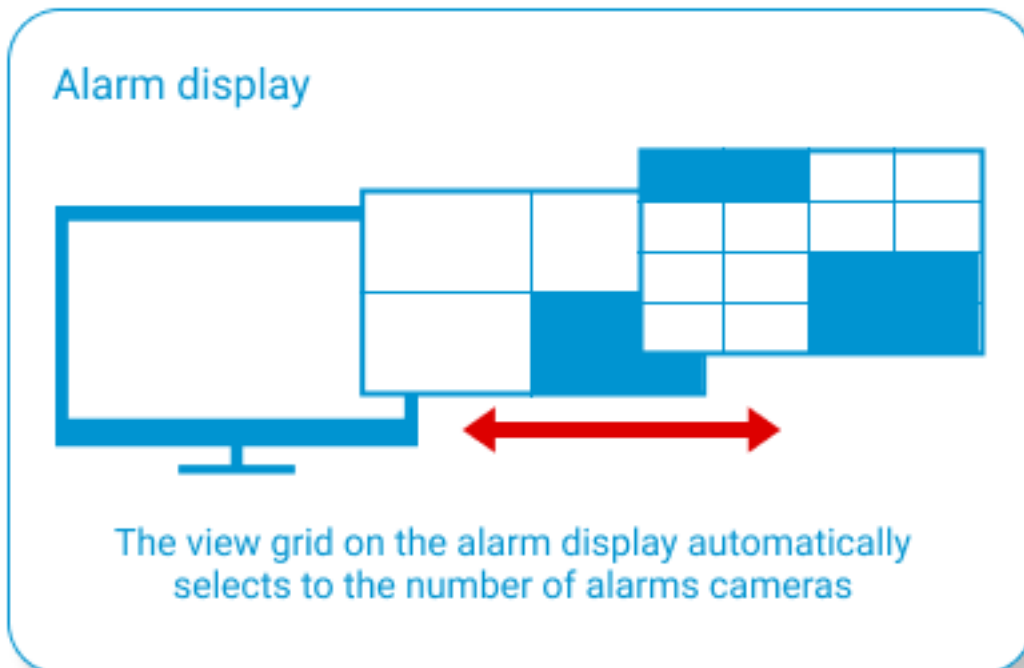 Alarm display
The view grid on the alarm display automatically
selects to the number of alarms cameras